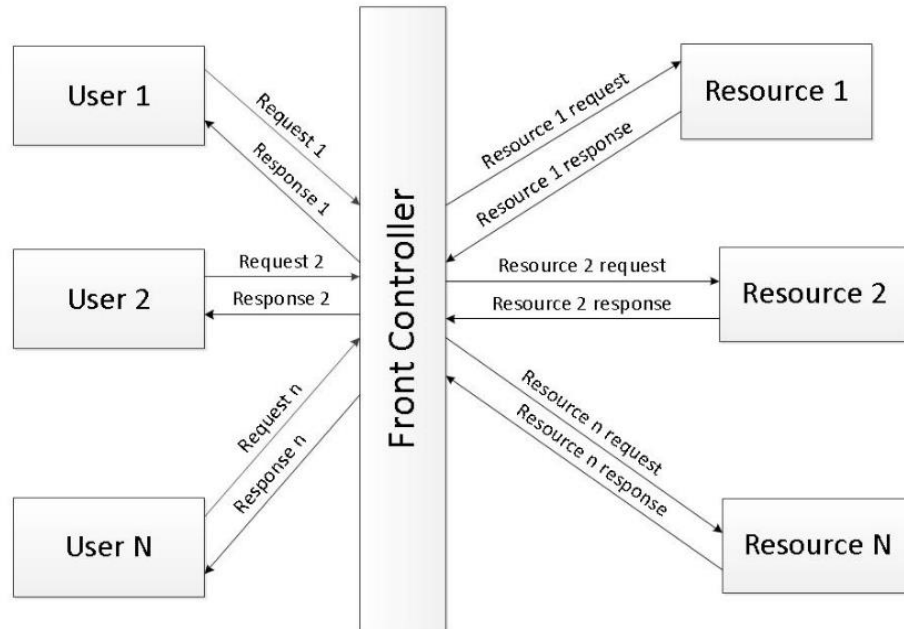 User 1
Request 1
Response 1
User 2
Request 2
Response 2
User N
Request n
Response n
Front Controller
Resource 1 request
Resource 1 response
Resource 1
Resource 2 request
Resource 2 response
Resource 2
Resource n request
Resource n response
Resource N